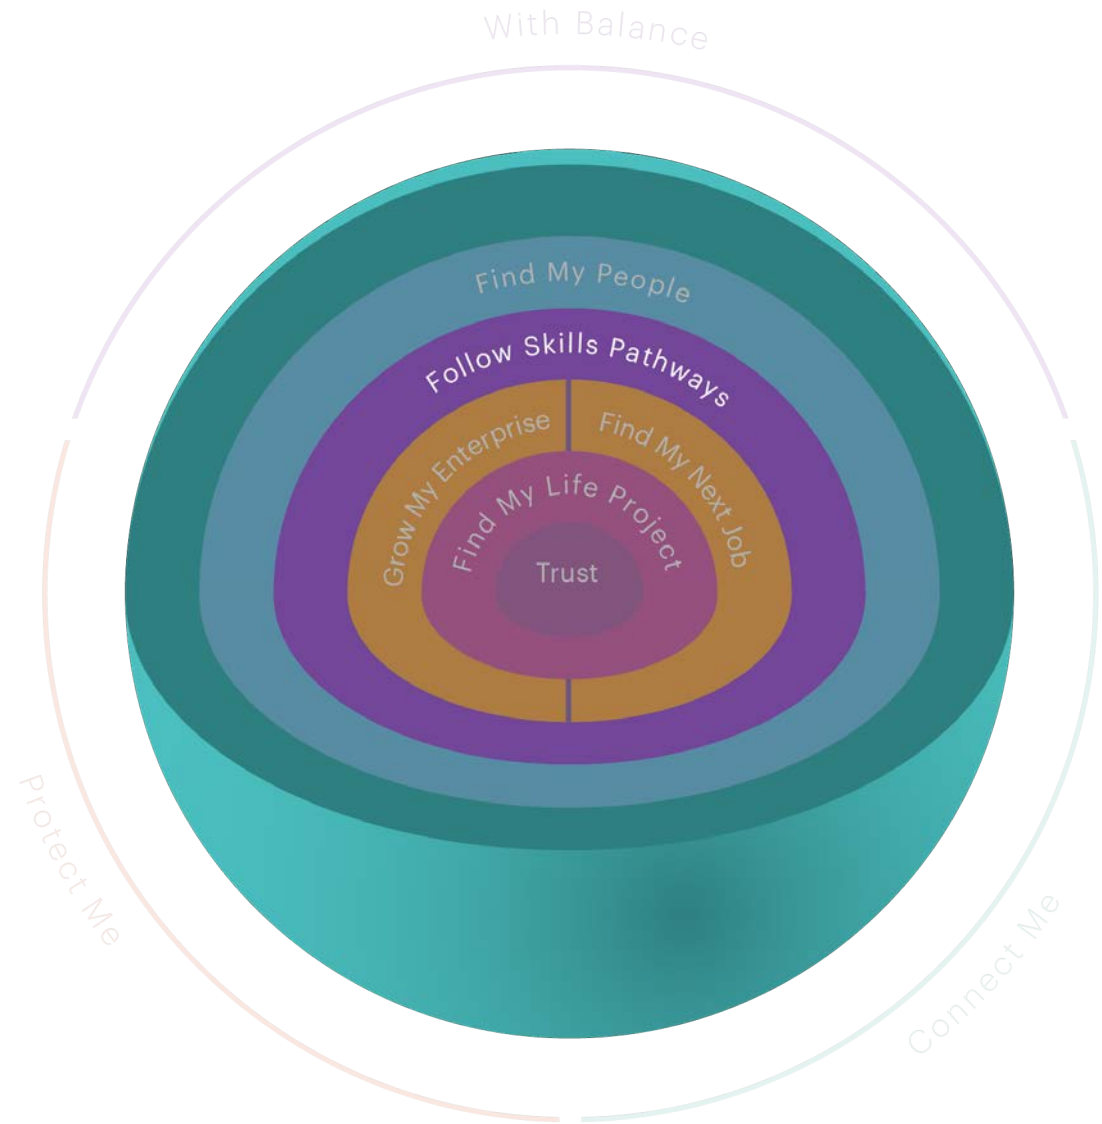 With Balance
Find My People
Follow Skills Pathways
Grow My Enterprise
Find My Next Job
Find My Life Project
Trust
Protect Me
Connect Me